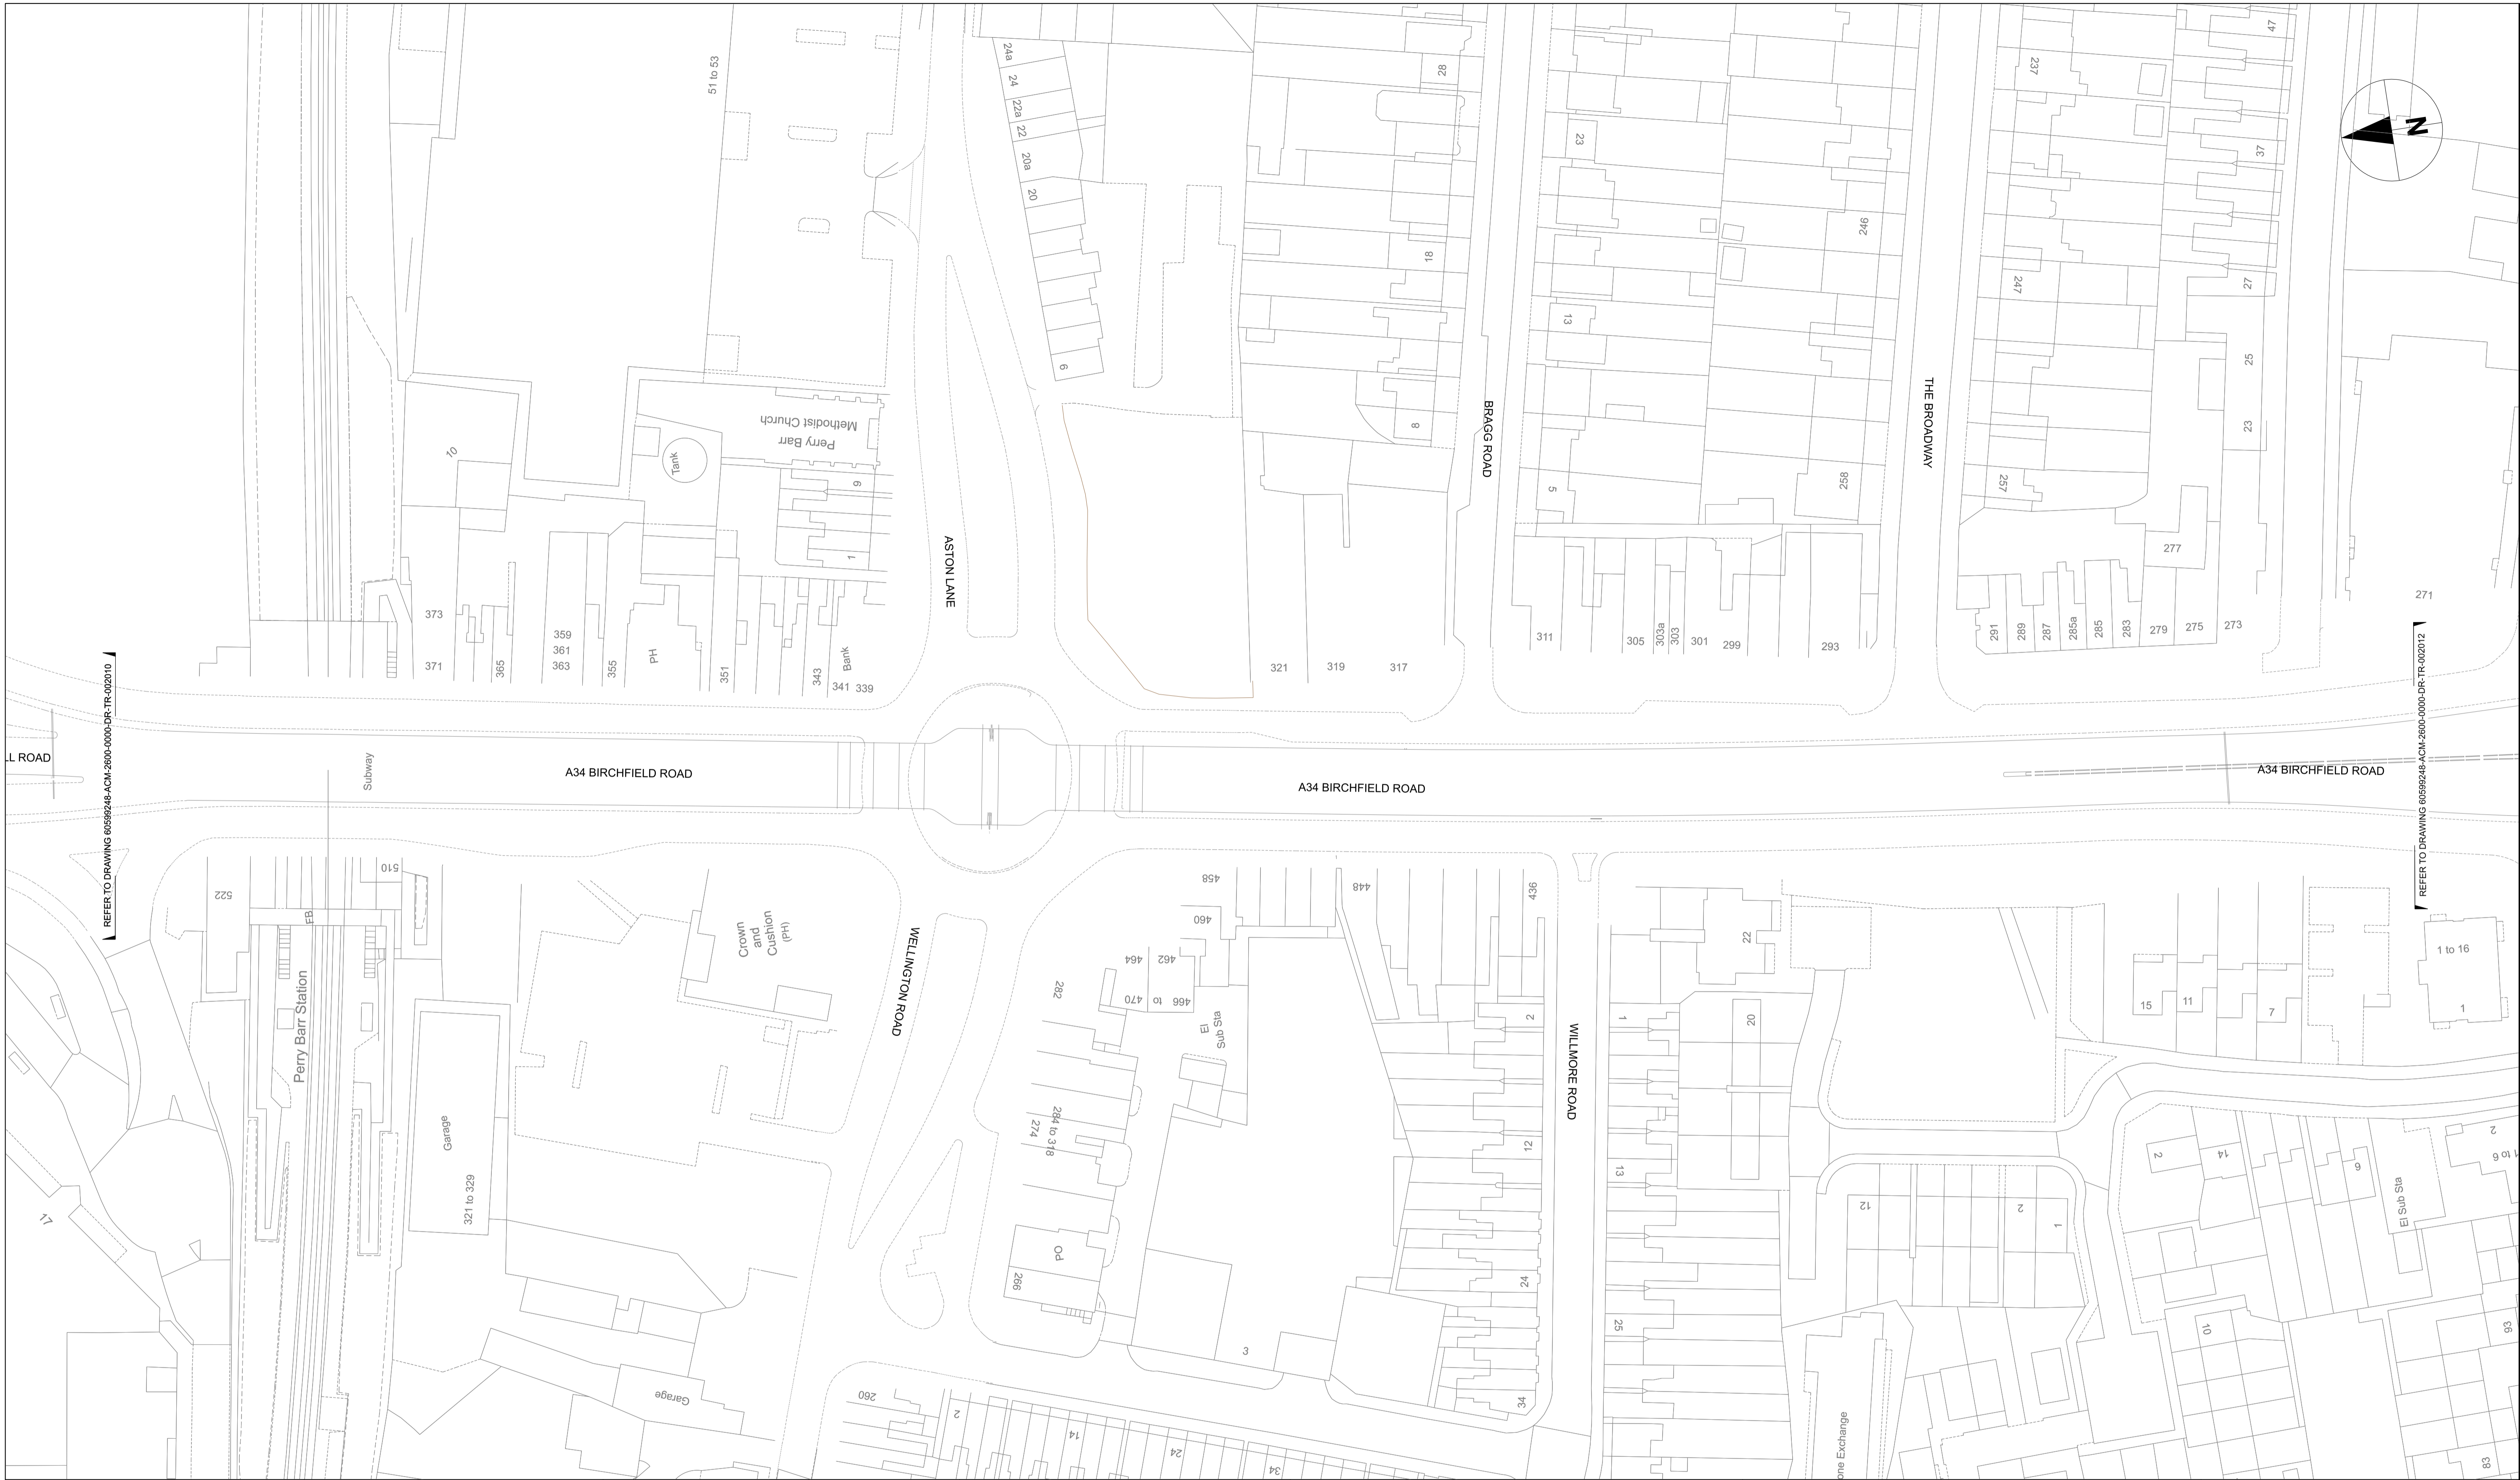 24a
24
22a
22
20a
20
6
51 to 53
28
18
8
23
13
5
246
258
237
247
257
47
37
27
25
23
N
10
Tank
Perry Barr
Methodist Church
9
1
ASTON LANE
BRAGG ROAD
THE BROADWAY
373
371
365
359
361
363
355
PH
351
343
Bank
341
339
321
319
317
311
305
303a
303
301
299
293
291
289
287
285a
285
283
279
277
275
273
271
REFER TO DRAWING 60599248-ACM-2600-0000-DR-TR-002010
REFER TO DRAWING 60599248-ACM-2600-0000-DR-TR-002012
LL ROAD
Subway
A34 BIRCHFIELD ROAD
A34 BIRCHFIELD ROAD
A34 BIRCHFIELD ROAD
522
FB
510
Perry Barr Station
Garage
321 to 329
17
Garage
Crown
and
Cushion
(PH)
WELLINGTON ROAD
282
284 to 318
274
PO
266
260
458
460
464
462
470 to 466
El
Sub Sta
448
436
2
12
24
34
3
2
14
24
34
WILLMORE ROAD
1
13
25
22
20
12
2
1
one Exchange
15
11
7
1 to 16
1
2
14
6
El Sub Sta
2
1 to 6
10
93
83